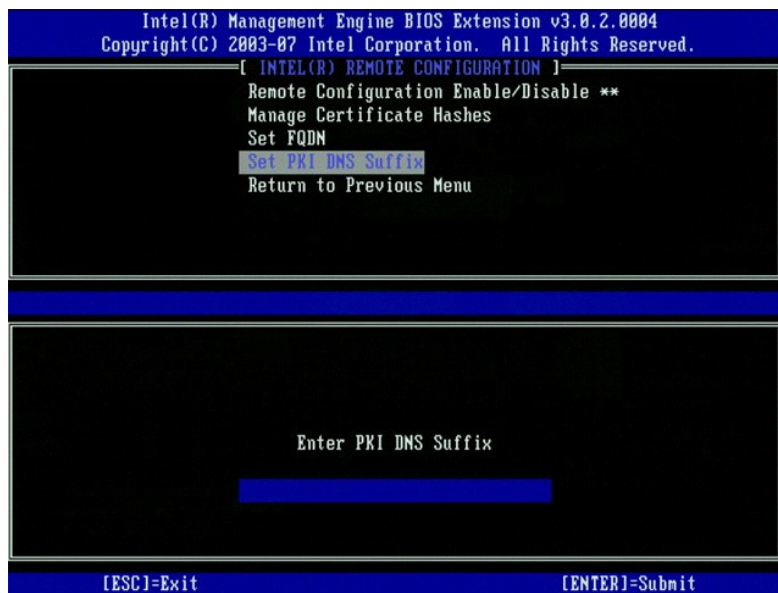 Intel(R) Management Engine BIOS Extension v3.0.2.0004
Copyright(C) 2003-07 Intel Corporation.  All Rights Reserved.
[ INTEL(R) REMOTE CONFIGURATION ]
Remote Configuration Enable/Disable **
Manage Certificate Hashes
Set FQDN
Set PKI DNS Suffix
Return to Previous Menu
Enter PKI DNS Suffix
[ESC]=Exit [ENTER]=Submit